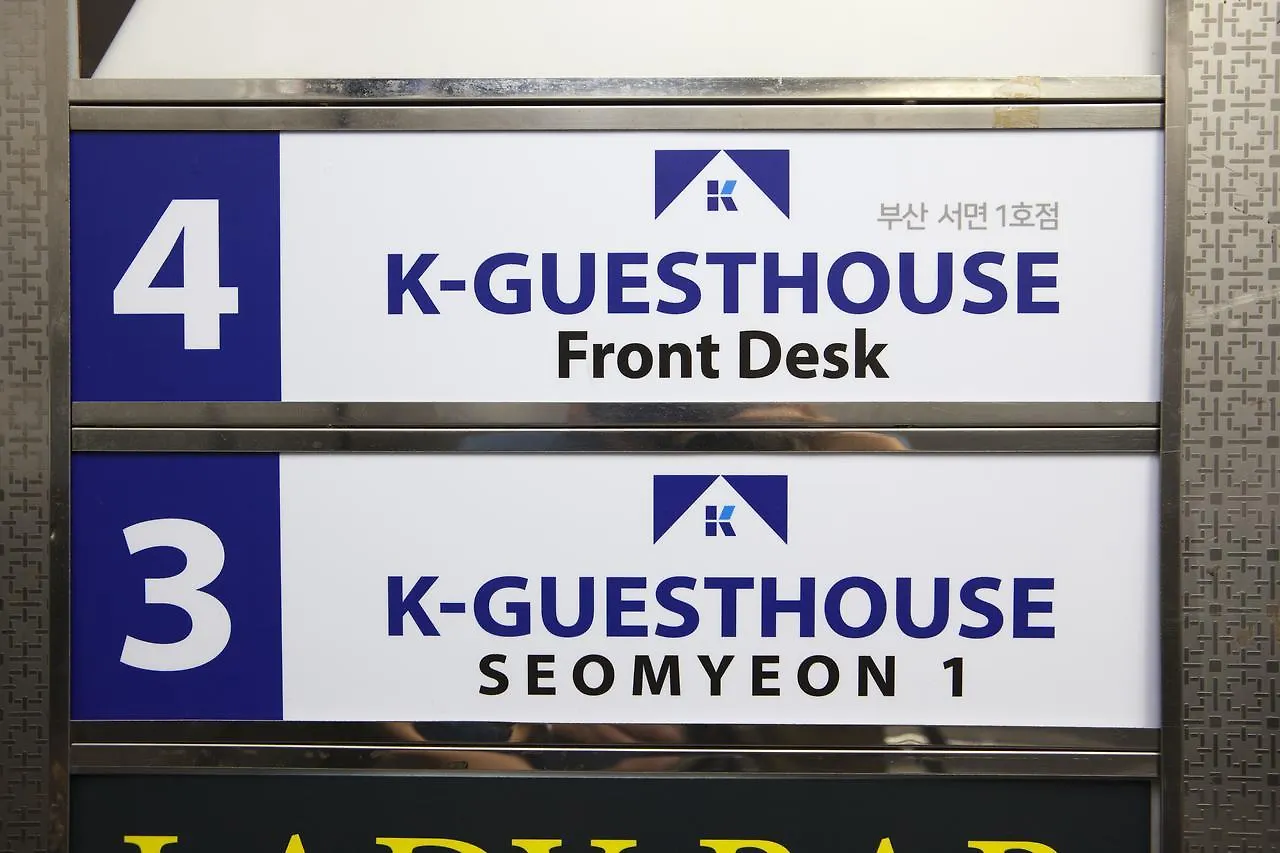 4
K
부산 서면 1호점
K-GUESTHOUSE
Front Desk
3
K
K-GUESTHOUSE
SEOMYEON 1